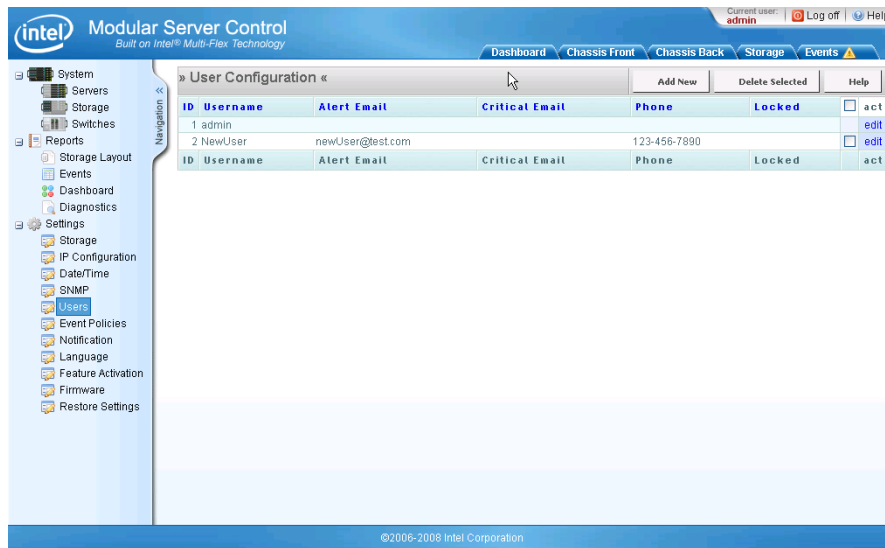 Current user: admin
Log off
Hel
intel
Modular Server Control
Built on Intel® Multi-Flex Technology
Dashboard
Chassis Front
Chassis Back
Storage
Events
System
Servers
Storage
Switches
Reports
Storage Layout
Events
Dashboard
Diagnostics
Settings
Storage
IP Configuration
Date/Time
SNMP
Users
Event Policies
Notification
Language
Feature Activation
Firmware
Restore Settings
«
Navigation
» User Configuration «
Add New
Delete Selected
Help
ID Username Alert Email Critical Email Phone Locked act
1 admin edit
2 NewUser newUser@test.com 123-456-7890 edit
ID Username Alert Email Critical Email Phone Locked act
©2006-2008 Intel Corporation